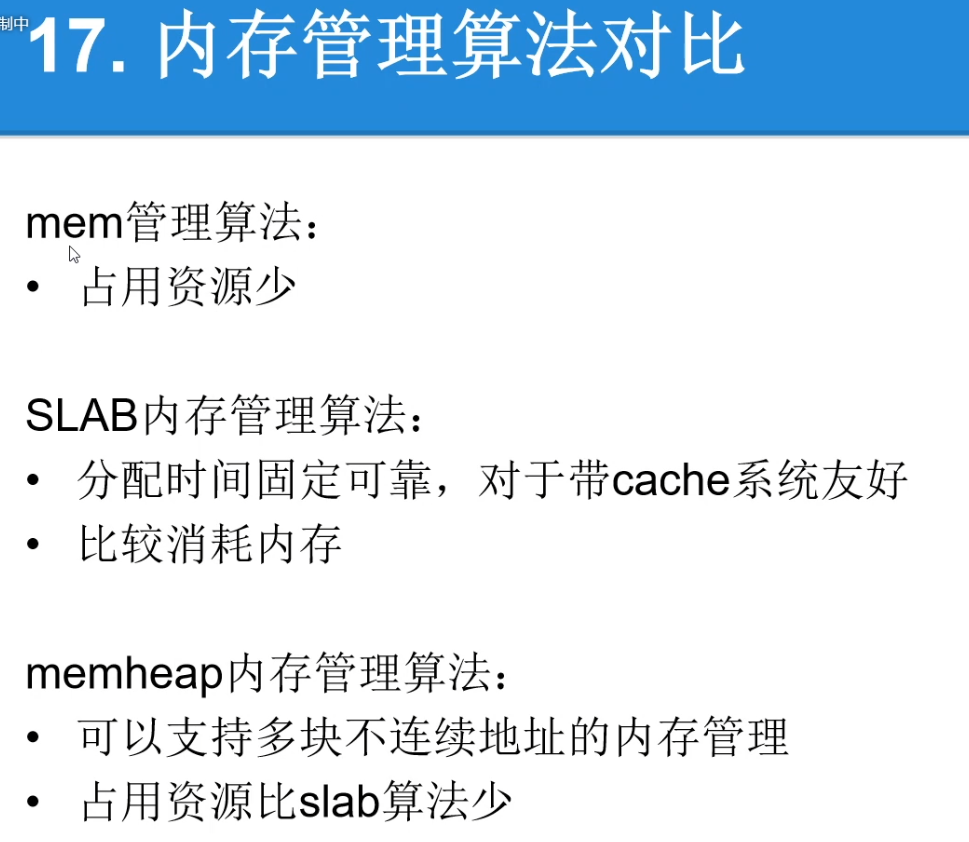 制中
17. 内存管理算法对比
mem管理算法：
• 占用资源少
SLAB内存管理算法：
• 分配时间固定可靠，对于带cache系统友好
• 比较消耗内存
memheap内存管理算法：
• 可以支持多块不连续地址的内存管理
• 占用资源比slab算法少